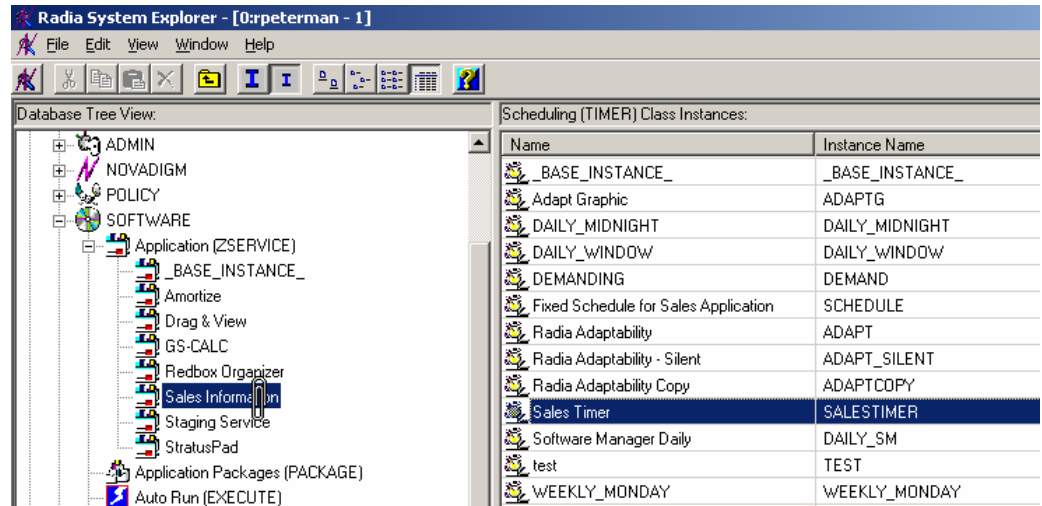 Radia System Explorer - [0:rpeterman - 1]
File Edit View Window Help
Database Tree View:
ADMIN
NOVADIGM
POLICY
SOFTWARE
Application (ZSERVICE)
_BASE_INSTANCE_
Amortize
Drag & View
GS-CALC
Redbox Organizer
Sales Information
Staging Service
StratusPad
Application Packages (PACKAGE)
Auto Run (EXECUTE)
Scheduling (TIMER) Class Instances:
Name Instance Name
_BASE_INSTANCE_ _BASE_INSTANCE_
Adapt Graphic ADAPTG
DAILY_MIDNIGHT DAILY_MIDNIGHT
DAILY_WINDOW DAILY_WINDOW
DEMANDING DEMAND
Fixed Schedule for Sales Application SCHEDULE
Radia Adaptability ADAPT
Radia Adaptability - Silent ADAPT_SILENT
Radia Adaptability Copy ADAPTCOPY
Sales Timer SALESTIMER
Software Manager Daily DAILY_SM
test TEST
WEEKLY_MONDAY WEEKLY_MONDAY